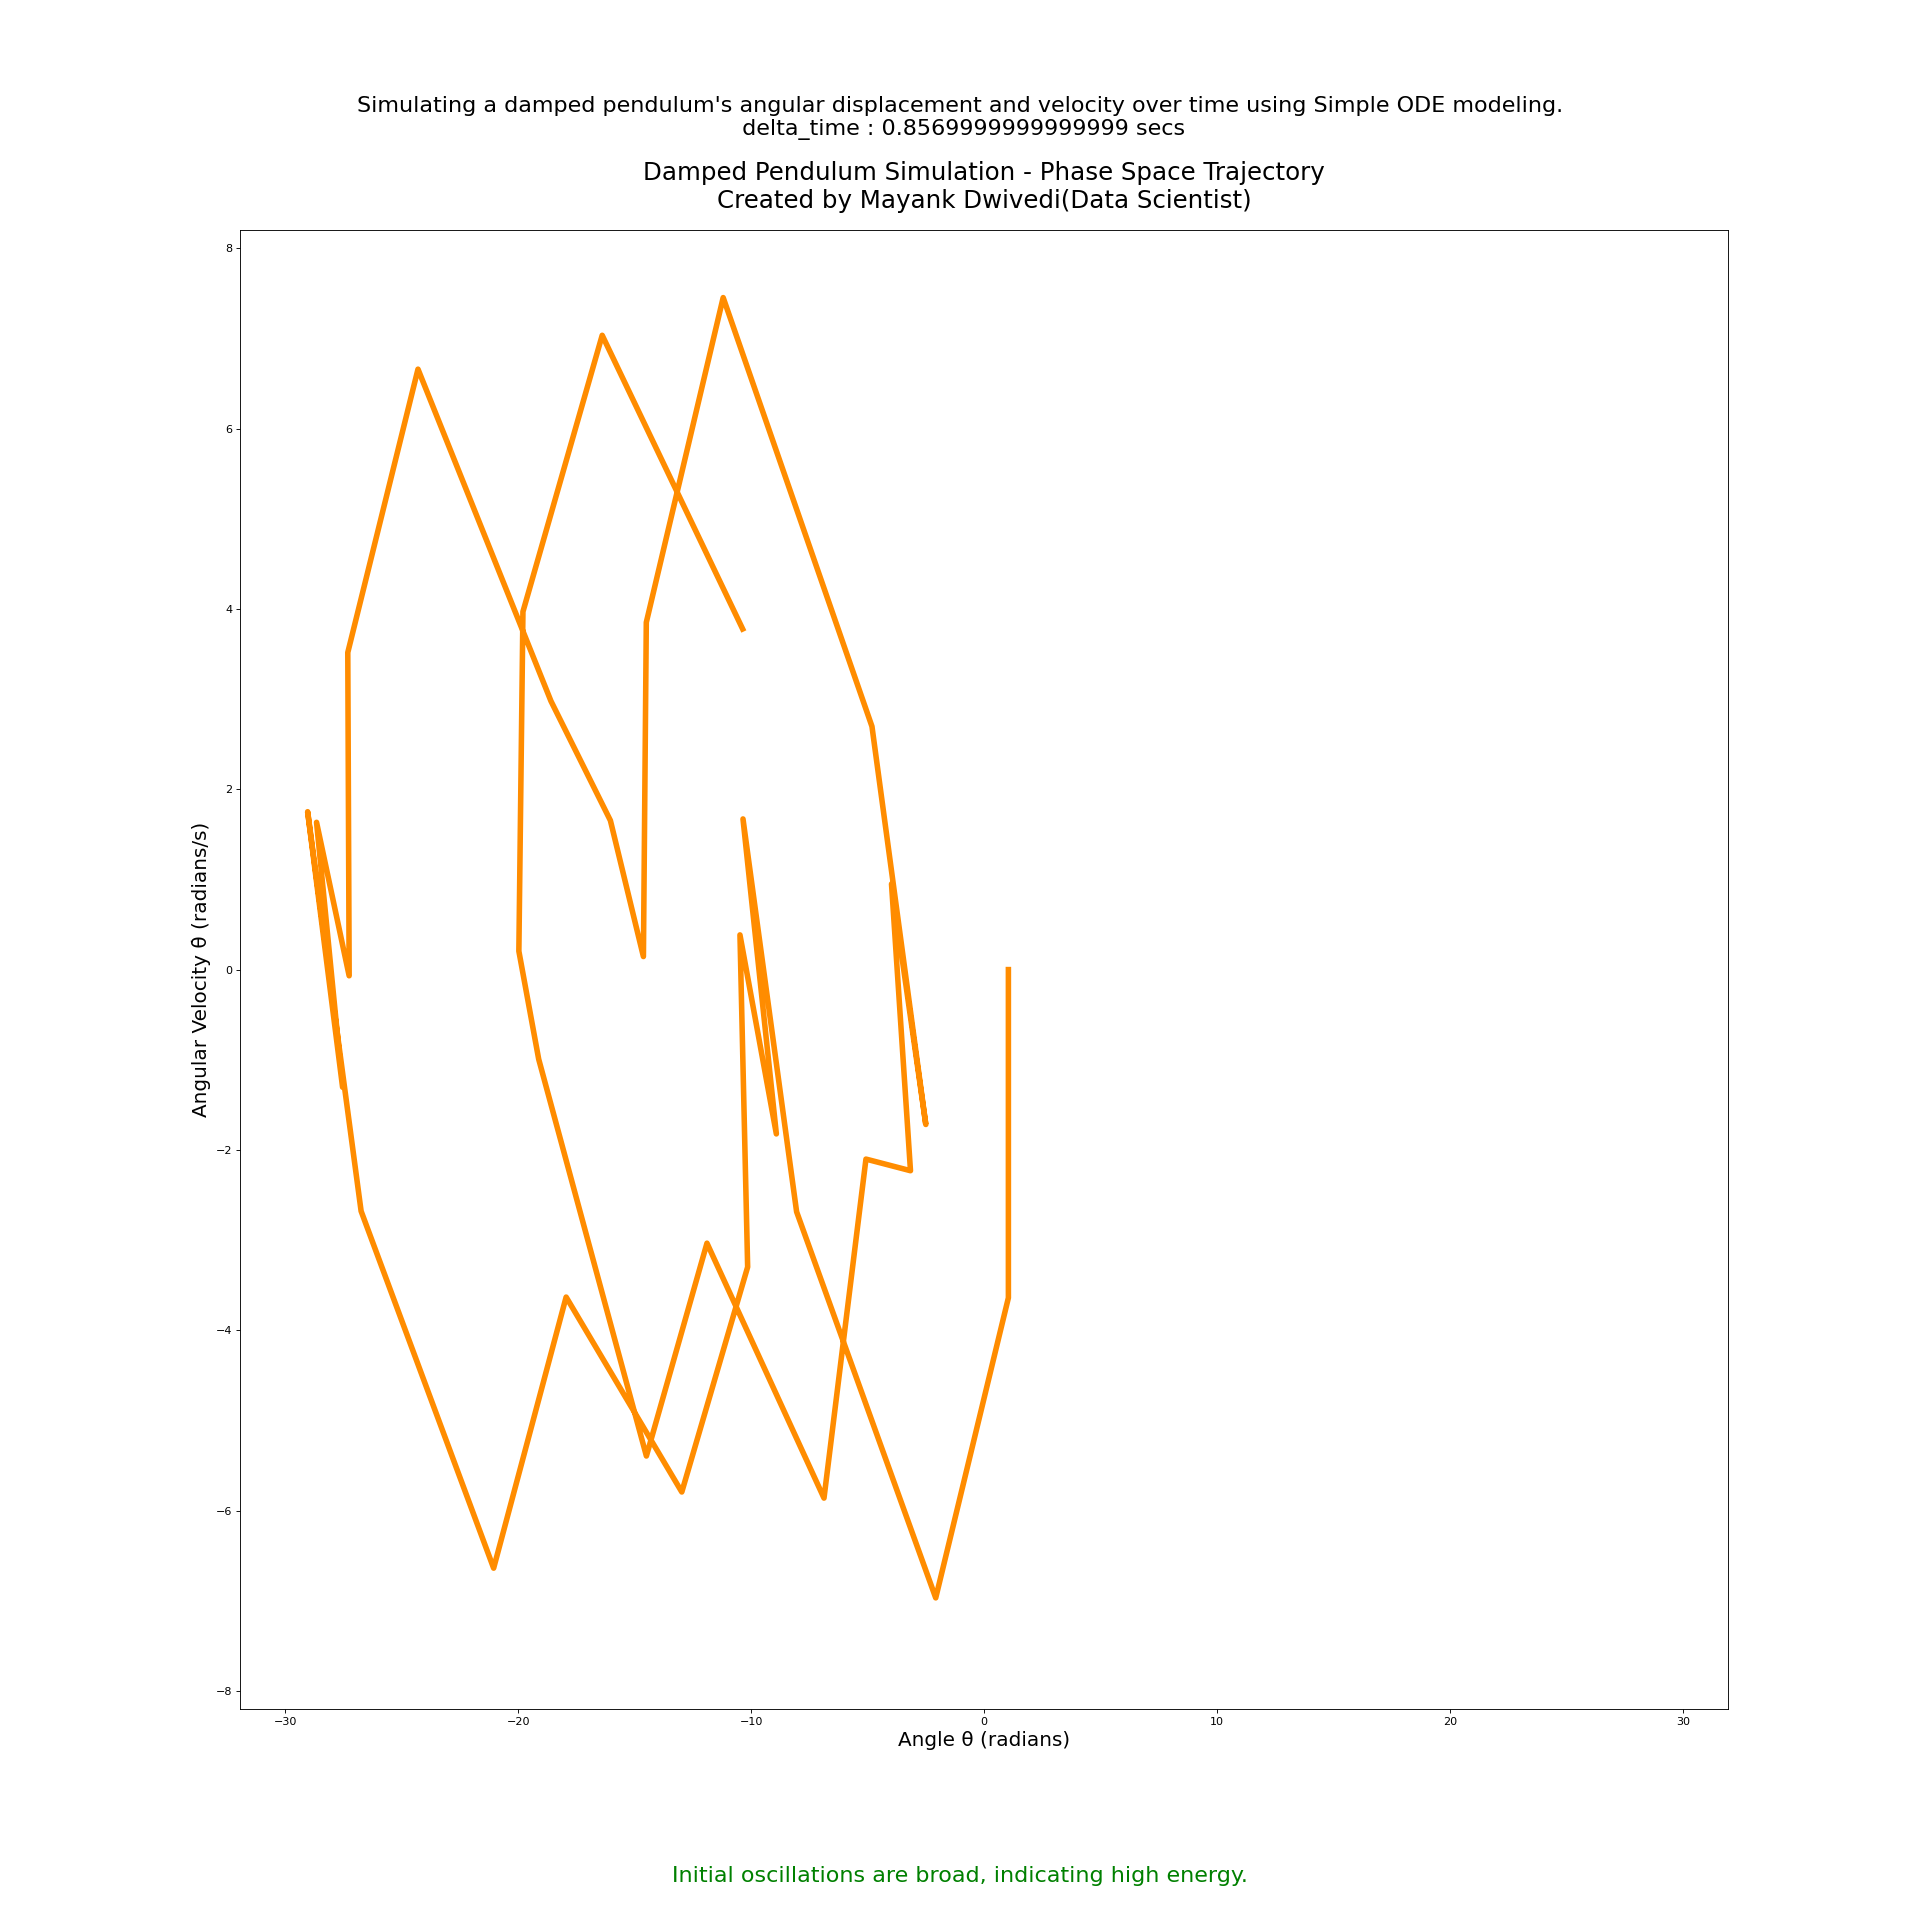 Simulating a damped pendulum's angular displacement and velocity over time using Simple ODE modeling.
delta_time : 0.8569999999999999 secs
Damped Pendulum Simulation - Phase Space Trajectory
Created by Mayank Dwivedi(Data Scientist)
8
6
4
2
0
−2
−4
−6
−8
Angular Velocity θ (radians/s)
−30
−20
−10
0
10
20
30
Angle θ (radians)
Initial oscillations are broad, indicating high energy.